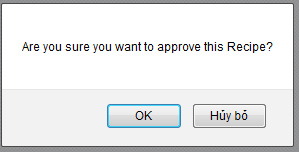 Are you sure you want to approve this Recipe?
OK
Hủy bỏ